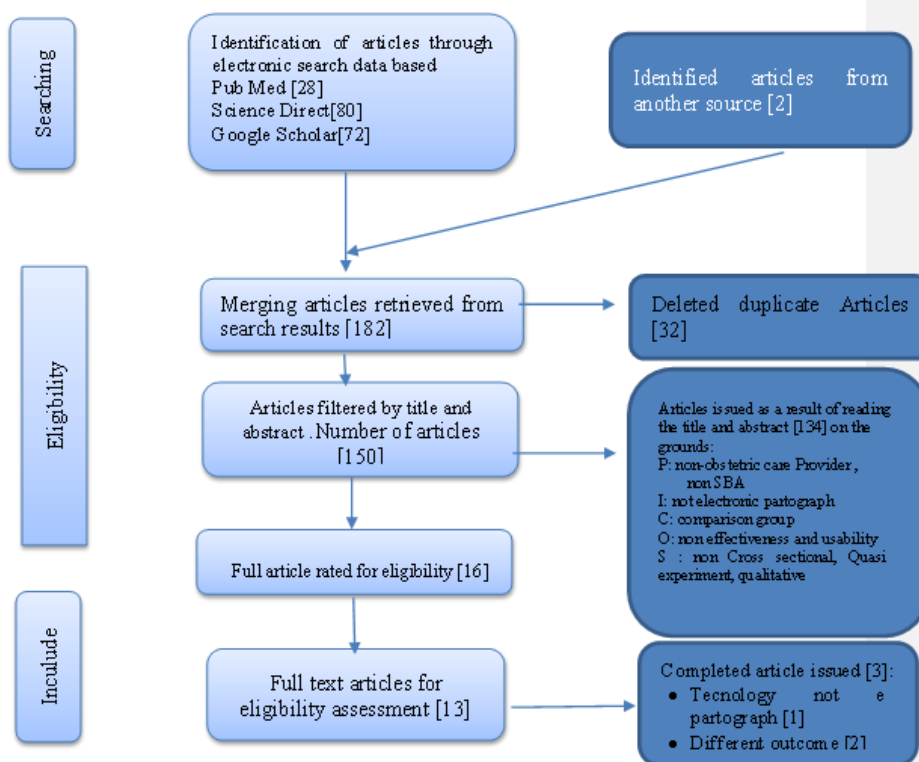 Searching
Identification of articles through
electronic search data based
Pub Med [28]
Science Direct[80]
Google Scholar[72]
Identified articles from
another source [2]
Eligibility
Merging articles retrieved from
search results [182]
Deleted duplicate Articles
[32]
Articles filtered by title and
abstract . Number of articles
[150]
Articles issued as a result of reading
the title and abstract [134] on the
grounds:
P: non-obstetric care Provider ,
non SBA
I: not electronic partograph
C: comparison group
O: non effectiveness and usability
S : non Cross sectional, Quasi
experiment, qualitative
Full article rated for eligibility [16]
Inculude
Full text articles for
eligibility assessment [13]
Completed article issued [3]:
• Tecnology not e
partograph [1]
• Different outcome [2]